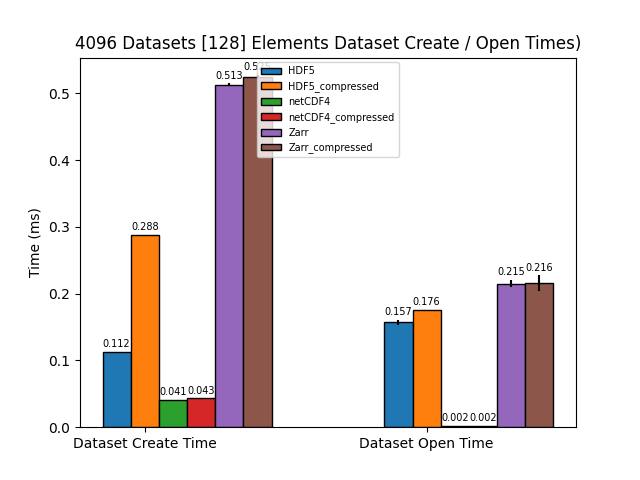 4096 Datasets [128] Elements Dataset Create / Open Times)
Time (ms)
0.5
0.4
0.3
0.2
0.1
0.0
HDF5
HDF5_compressed
netCDF4
netCDF4_compressed
Zarr
Zarr_compressed
0.112
0.288
0.041
0.043
0.513
0.157
0.176
0.002
0.002
0.215
0.216
Dataset Create Time
Dataset Open Time